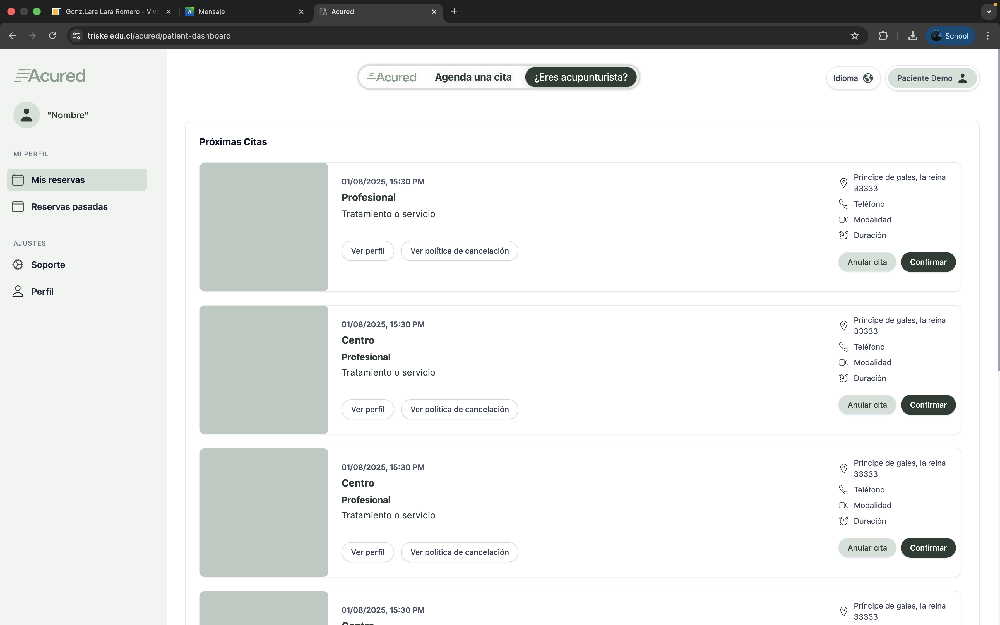 Gonz.Lara Lara Romero - Viv
Mensaje
Acured
triskeledu.cl/acured/patient-dashboard
School
Acured
"Nombre"
MI PERFIL
Mis reservas
Reservas pasadas
AJUSTES
Soporte
Perfil
Acured
Agenda una cita
¿Eres acupunturista?
Idioma
Paciente Demo
Próximas Citas
01/08/2025, 15:30 PM
Profesional
Tratamiento o servicio
Ver perfil
Ver política de cancelación
Príncipe de gales, la reina
33333
Teléfono
Modalidad
Duración
Anular cita
Confirmar
01/08/2025, 15:30 PM
Centro
Profesional
Tratamiento o servicio
Ver perfil
Ver política de cancelación
Príncipe de gales, la reina
33333
Teléfono
Modalidad
Duración
Anular cita
Confirmar
01/08/2025, 15:30 PM
Centro
Profesional
Tratamiento o servicio
Ver perfil
Ver política de cancelación
Príncipe de gales, la reina
33333
Teléfono
Modalidad
Duración
Anular cita
Confirmar
01/08/2025, 15:30 PM
Centro
Príncipe de gales, la reina
33333